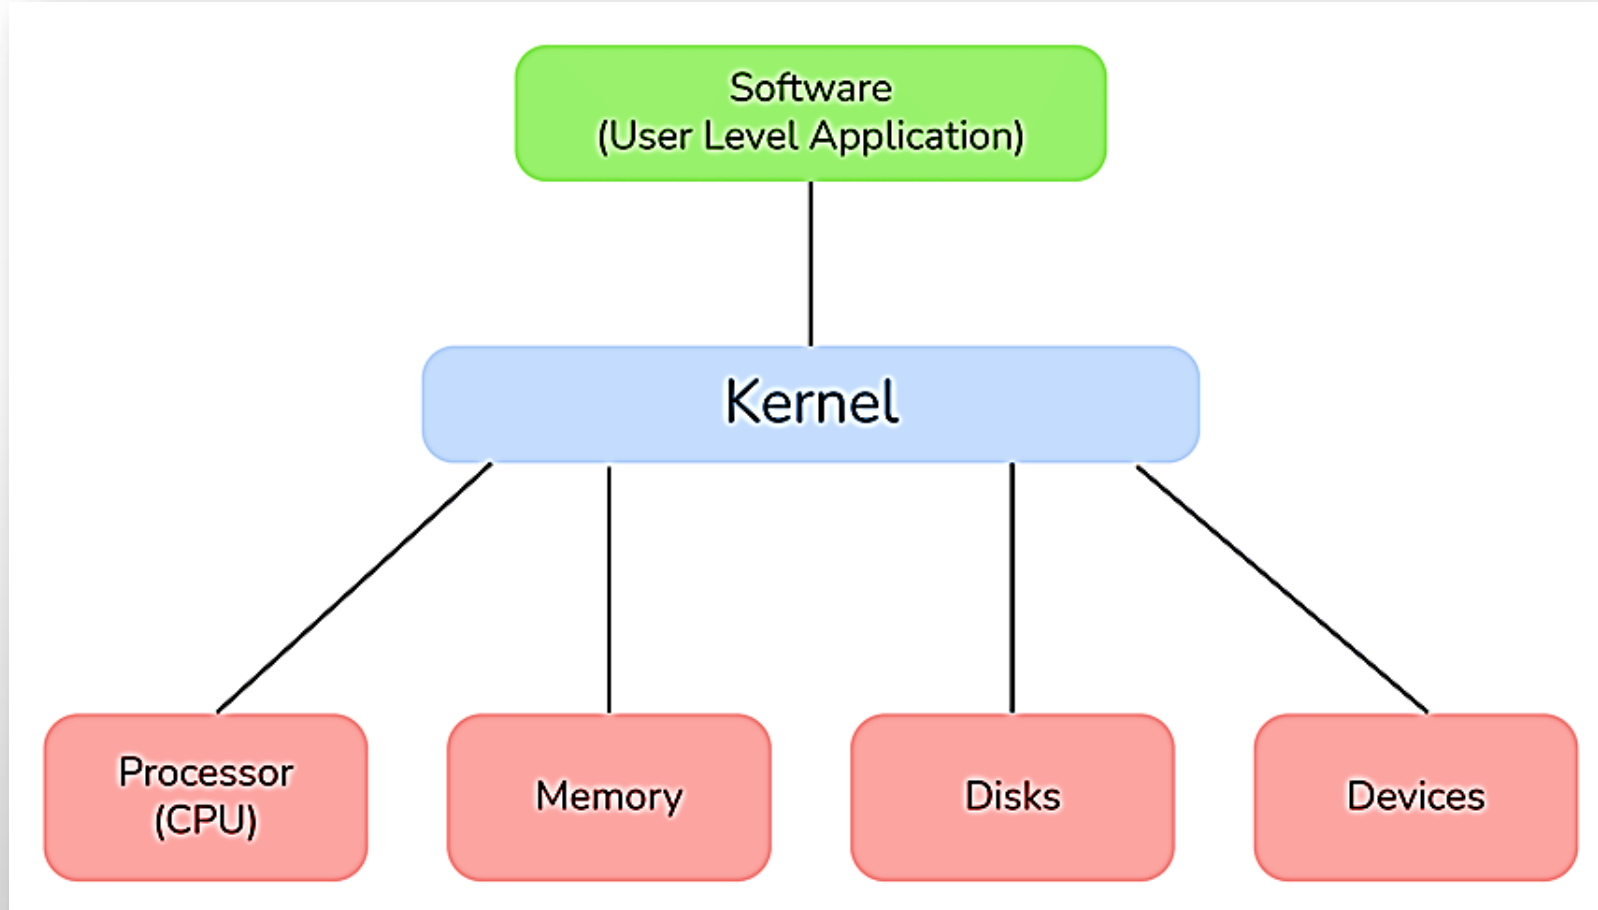 Software
(User Level Application)
Kernel
Processor
(CPU)
Memory
Disks
Devices